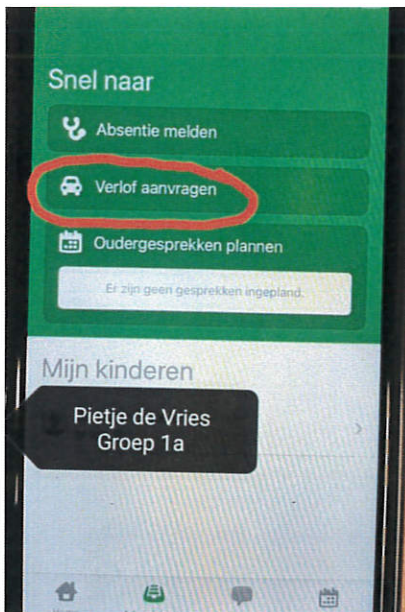 Snel naar
Absentie melden
Verlof aanvragen
Oudergesprekken plannen
Er zijn geen gesprekken ingepland.
Mijn kinderen
Pietje de Vries
Groep 1a